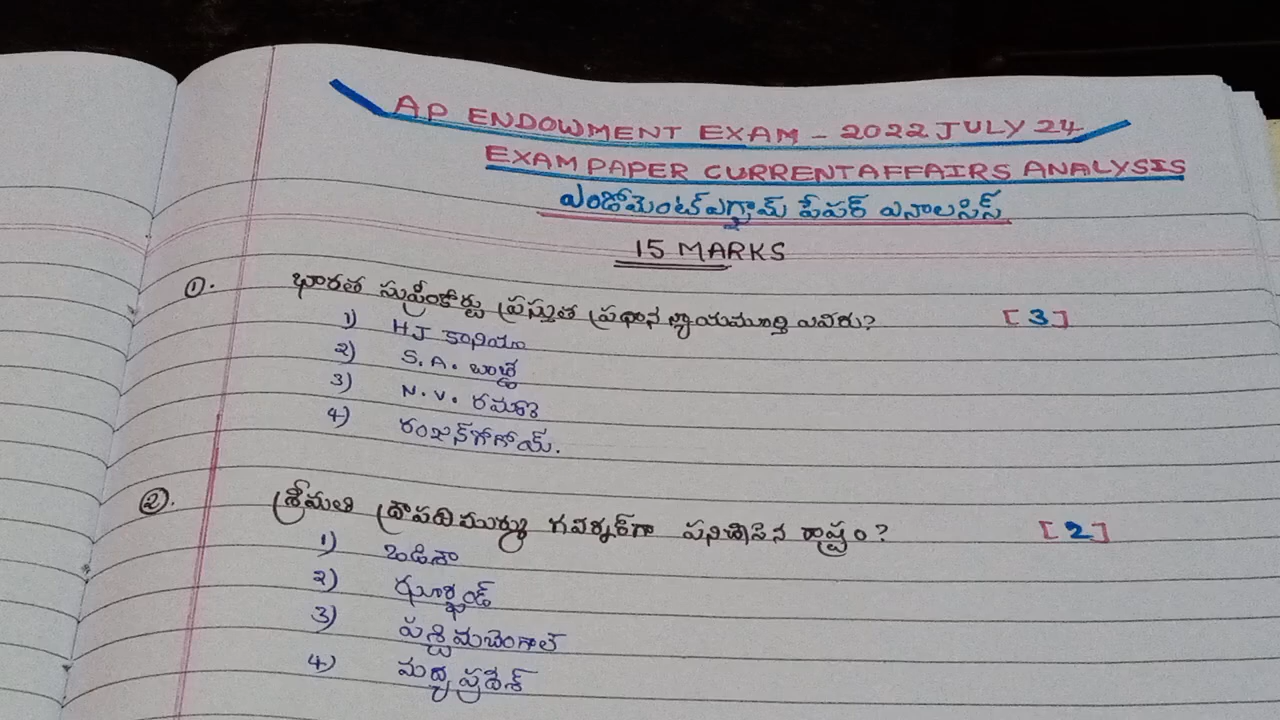 AP ENDOWMENT EXAM - 2022 JULY 24
EXAM PAPER CURRENT AFFAIRS ANALYSIS
ఎండోమెంట్ ఎగ్జామ్ పేపర్ ఎనాలసిస్
15 MARKS
①. భారత సుప్రీంకోర్టు ప్రస్తుత ప్రధాన న్యాయమూర్తి ఎవరు? [3]
1) HJ కానియా
2) S.A. బాబ్డే
3) N.V. రమణ
4) రంజన్ గోగోయ్.
②. శ్రీమతి ద్రౌపది ముర్ము గవర్నర్‌గా పనిచేసిన రాష్ట్రం? [2]
1) ఒడిశా
2) ఝార్ఖండ్
3) పశ్చిమబెంగాల్
4) మధ్యప్రదేశ్